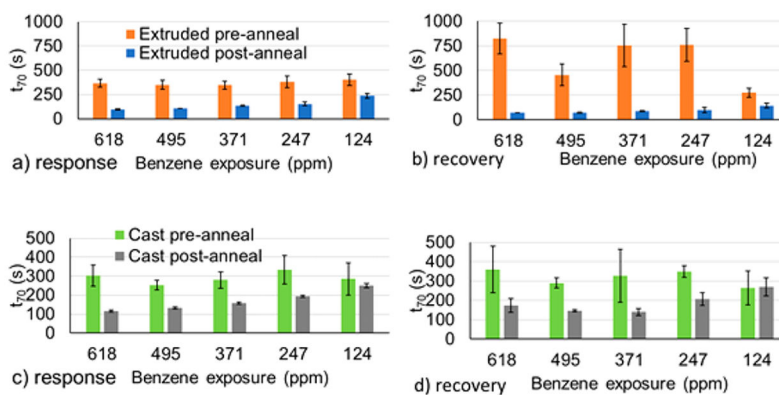 1000
750
500
250
0
t70 (s)
Extruded pre-anneal
Extruded post-anneal
618 495 371 247 124
a) response Benzene exposure (ppm)
1000
750
500
250
0
t70 (s)
618 495 371 247 124
b) recovery Benzene exposure (ppm)
500
400
300
200
100
0
t70 (s)
Cast pre-anneal
Cast post-anneal
618 495 371 247 124
c) response Benzene exposure (ppm)
500
400
300
200
100
0
t70 (s)
618 495 371 247 124
d) recovery Benzene exposure (ppm)